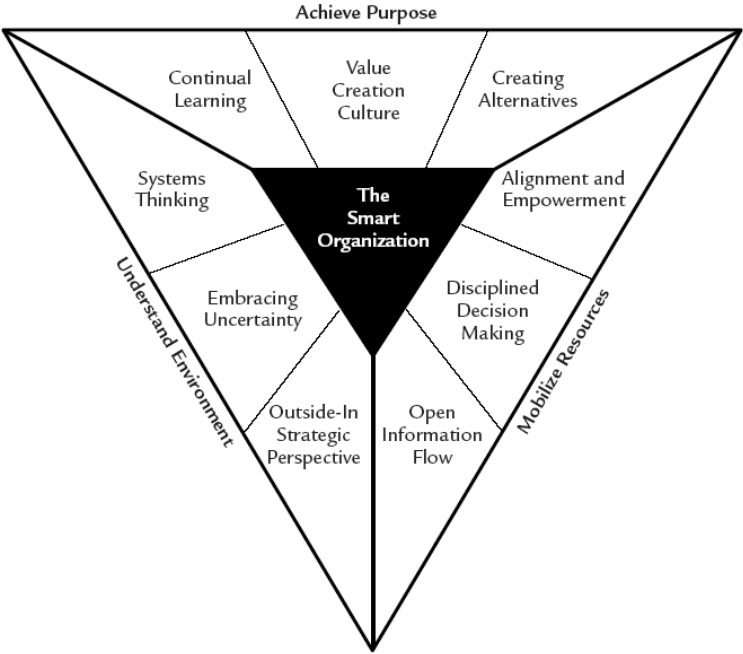 Achieve Purpose
Continual
Learning
Value
Creation
Culture
Creating
Alternatives
Systems
Thinking
The
Smart
Organization
Alignment and
Empowerment
Understand Environment
Embracing
Uncertainty
Disciplined
Decision
Making
Mobilize Resources
Outside-In
Strategic
Perspective
Open
Information
Flow